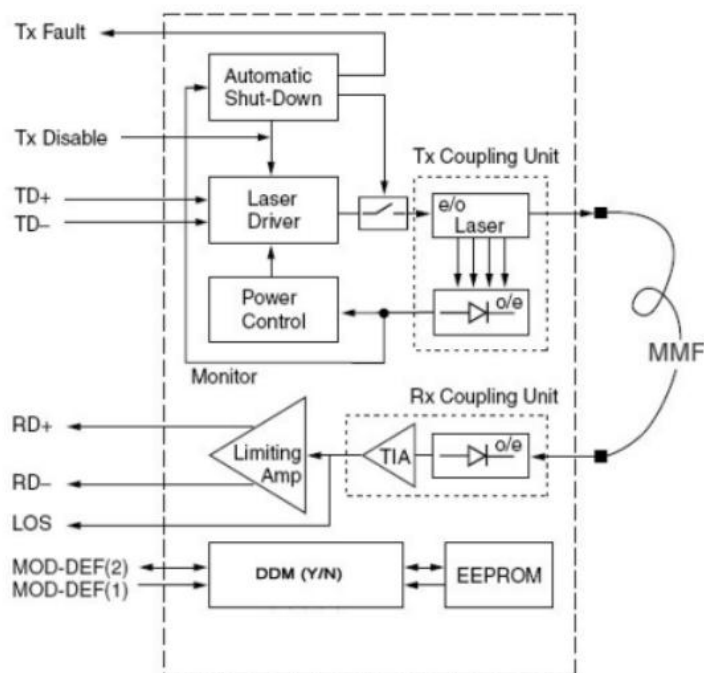 Tx Fault
Automatic
Shut-Down
Tx Disable
Tx Coupling Unit
TD+
TD–
Laser
Driver
e/o
Laser
Power
Control
o/e
MMF
Monitor
Rx Coupling Unit
RD+
RD–
Limiting
Amp
TIA
o/e
LOS
MOD-DEF(2)
MOD-DEF(1)
DDM (Y/N)
EEPROM